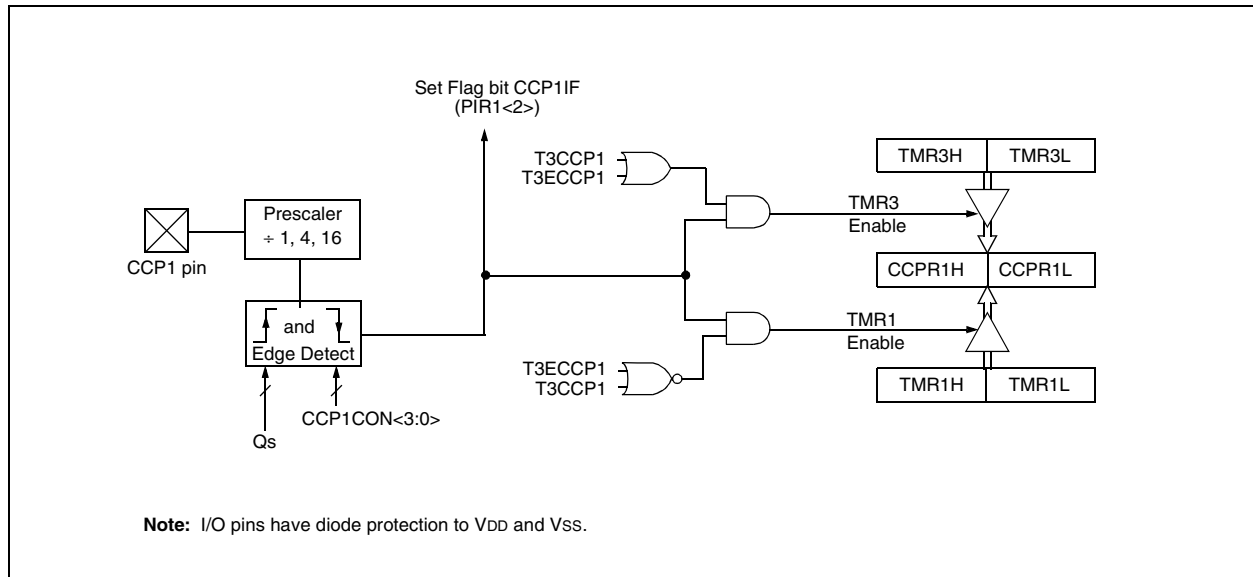 Set Flag bit CCP1IF
(PIR1<2>)
T3CCP1
T3ECCP1
TMR3H
TMR3L
Prescaler
÷ 1, 4, 16
TMR3
Enable
CCP1 pin
CCPR1H
CCPR1L
and
Edge Detect
TMR1
Enable
T3ECCP1
T3CCP1
TMR1H
TMR1L
CCP1CON<3:0>
Qs
Note: I/O pins have diode protection to VDD and VSS.